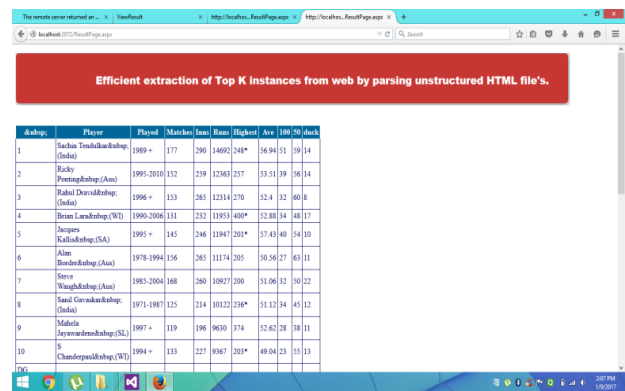 The remote server returned an ... × ViewResult × http://localhos...ResultPage.aspx × http://localhos...ResultPage.aspx × +
localhost:2972/ResultPage.aspx Search
Efficient extraction of Top K instances from web by parsing unstructured HTML file's.
&nbsp; Player Played Matches Inns Runs Highest Ave 100 50 duck
1 Sachin Tendulkar&nbsp; 1989 + 177 290 14692 248* 56.94 51 59 14
(India)
2 Ricky 1995-2010 152 259 12363 257 53.51 39 56 14
Ponting&nbsp;(Aus)
3 Rahul Dravid&nbsp; 1996 + 153 265 12314 270 52.4 32 60 8
(India)
4 Brian Lara&nbsp;(WI) 1990-2006 131 232 11953 400* 52.88 34 48 17
5 Jacques 1995 + 145 246 11947 201* 57.43 40 54 10
Kallis&nbsp;(SA)
6 Alan 1978-1994 156 265 11174 205 50.56 27 63 11
Border&nbsp;(Aus)
7 Steve 1985-2004 168 260 10927 200 51.06 32 50 22
Waugh&nbsp;(Aus)
8 Sanil Gavaskar&nbsp; 1971-1987 125 214 10122 236* 51.12 34 45 12
(India)
9 Mahela 1997 + 119 196 9630 374 52.62 28 38 11
Jayawardene&nbsp;(SL)
10 S 1994 + 133 227 9367 203* 49.04 23 55 13
Chanderpaul&nbsp;(WI)
DG
2:07 PM
1/9/2017